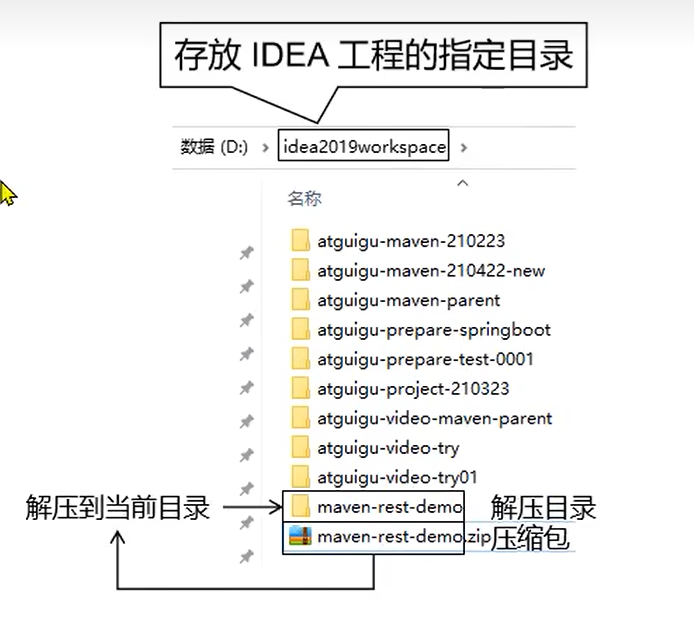 存放 IDEA 工程的指定目录
数据 (D:) > idea2019workspace >
名称
atguigu-maven-210223
atguigu-maven-210422-new
atguigu-maven-parent
atguigu-prepare-springboot
atguigu-prepare-test-0001
atguigu-project-210323
atguigu-video-maven-parent
atguigu-video-try
atguigu-video-try01
解压到当前目录 maven-rest-demo 解压目录
maven-rest-demo.zip 压缩包